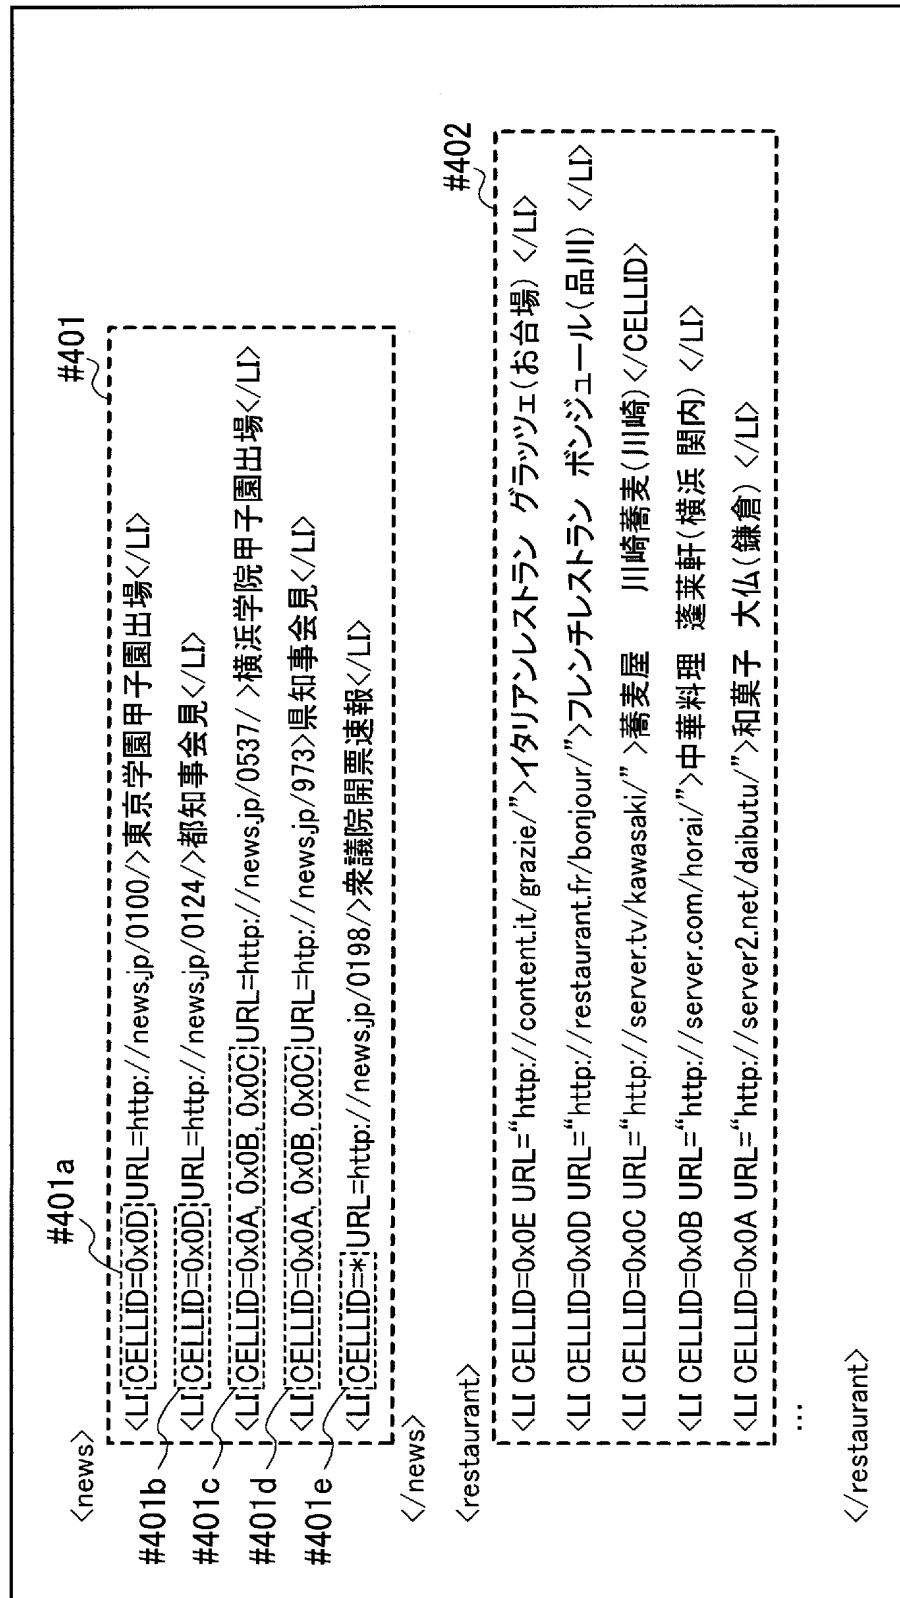 <news>
#401a
#401
<LI CELLID=0x0D URL=http://news.jp/0100/>東京学園甲子園出場</LI>
#401b
<LI CELLID=0x0D URL=http://news.jp/0124/>都知事会見</LI>
#401c
<LI CELLID=0x0A, 0x0B, 0x0C URL=http://news.jp/0537/ >横浜学院甲子園出場</LI>
#401d
<LI CELLID=0x0A, 0x0B, 0x0C URL=http://news.jp/973>県知事会見</LI>
#401e
<LI CELLID=* URL=http://news.jp/0198/>衆議院開票速報</LI>
</news>
<restaurant>
#402
<LI CELLID=0x0E URL=“http://content.it/grazie/”>イタリアンレストラン グラッツェ(お台場) </LI>
<LI CELLID=0x0D URL=“http://restaurant.fr/bonjour/”>フレンチレストラン ボンジュール(品川) </LI>
<LI CELLID=0x0C URL=“http://server.tv/kawasaki/” >蕎麦屋 川崎蕎麦(川崎)</CELLID>
<LI CELLID=0x0B URL=“http://server.com/horai/”>中華料理 蓬莱軒(横浜 関内) </LI>
<LI CELLID=0x0A URL=“http://server2.net/daibutu/”>和菓子 大仏(鎌倉) </LI>
...
</restaurant>